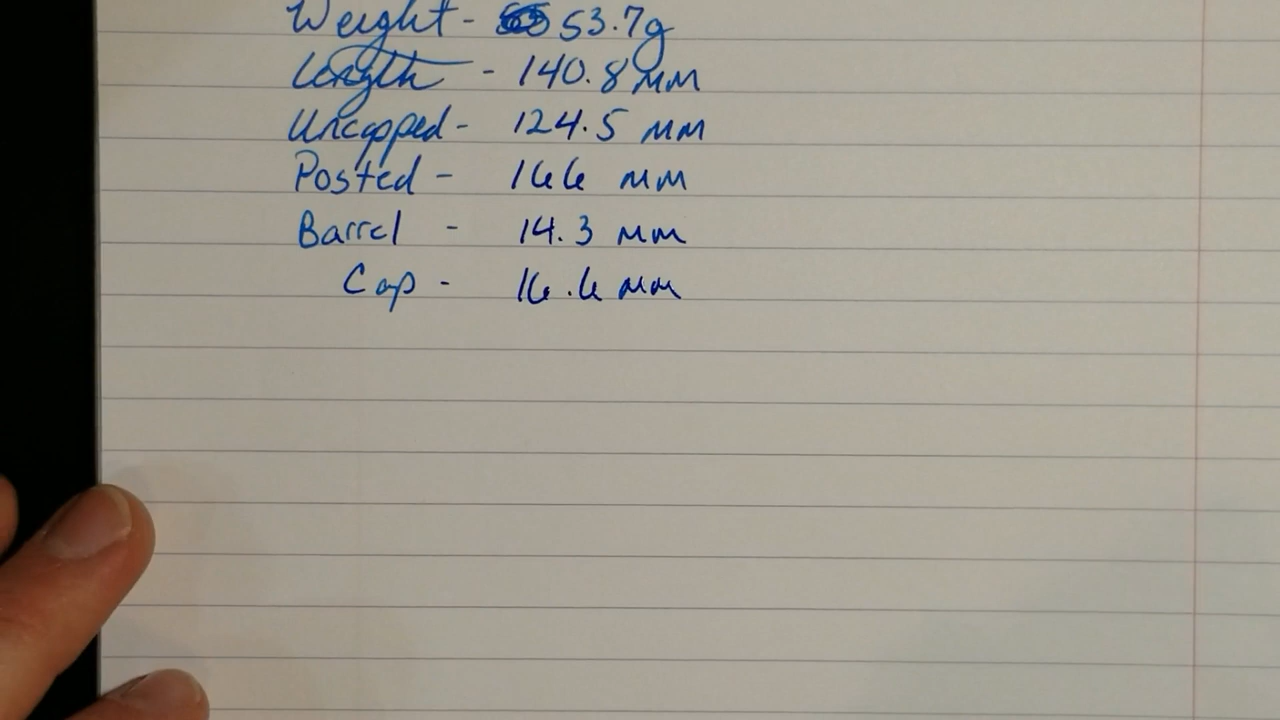 Weight - 53.7g
Length - 140.8 MM
Uncapped - 124.5 MM
Posted - 166 MM
Barrel - 14.3 MM
Cap - 16.6 MM